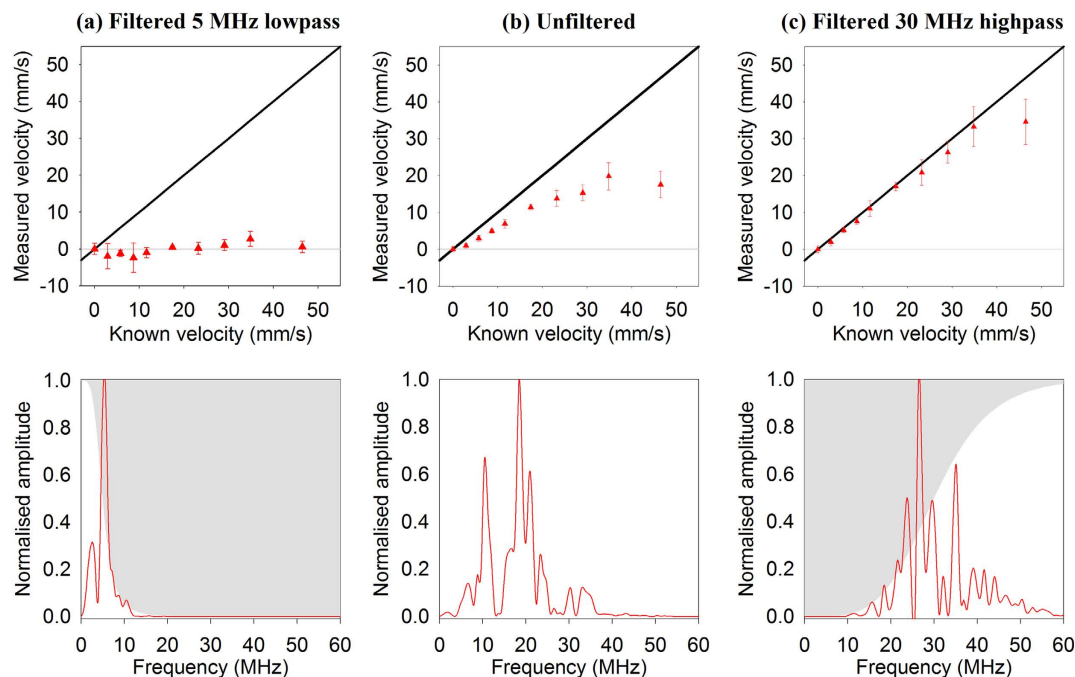 (a) Filtered 5 MHz lowpass
(b) Unfiltered
(c) Filtered 30 MHz highpass
Measured velocity (mm/s)
50
40
30
20
10
0
-10
0 10 20 30 40 50
Known velocity (mm/s)
Measured velocity (mm/s)
50
40
30
20
10
0
-10
0 10 20 30 40 50
Known velocity (mm/s)
Measured velocity (mm/s)
50
40
30
20
10
0
-10
0 10 20 30 40 50
Known velocity (mm/s)
Normalised amplitude
1.0
0.8
0.6
0.4
0.2
0.0
0 10 20 30 40 50 60
Frequency (MHz)
Normalised amplitude
1.0
0.8
0.6
0.4
0.2
0.0
0 10 20 30 40 50 60
Frequency (MHz)
Normalised amplitude
1.0
0.8
0.6
0.4
0.2
0.0
0 10 20 30 40 50 60
Frequency (MHz)